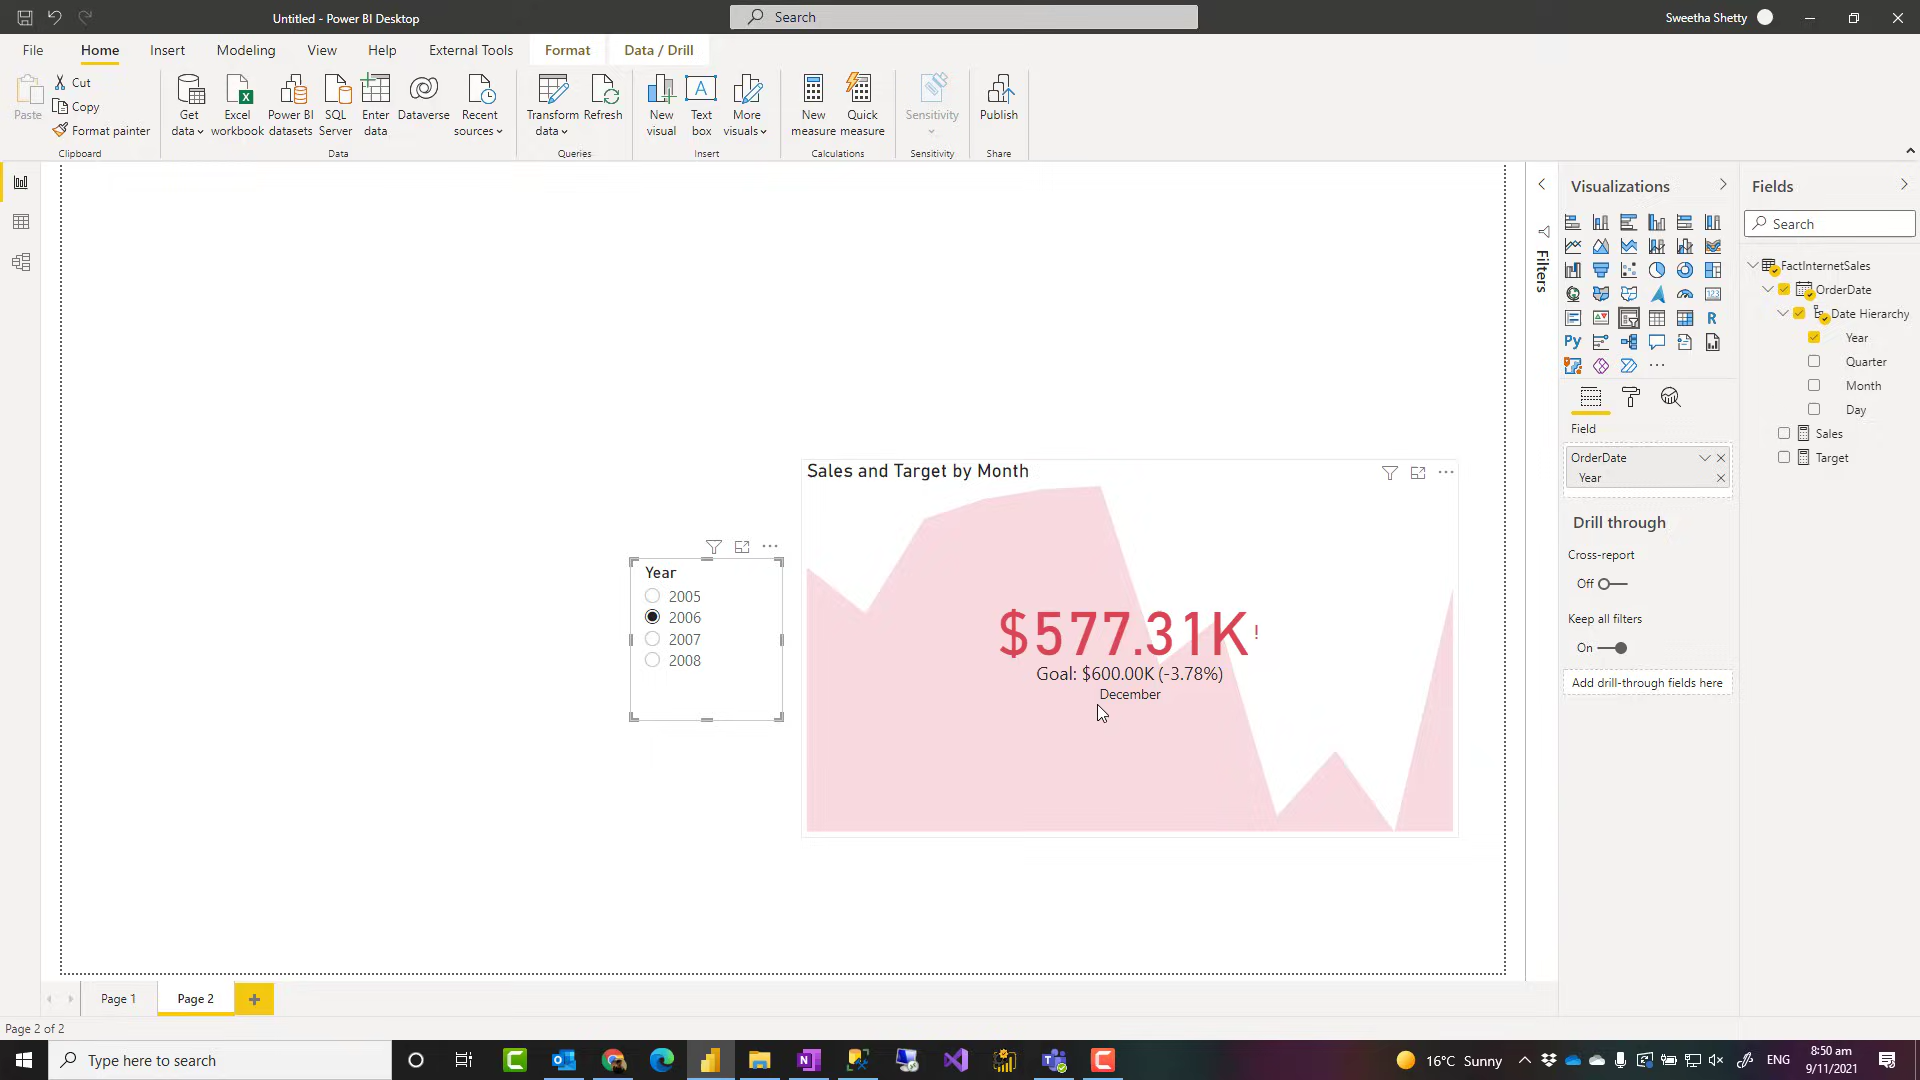 Untitled - Power BI Desktop
Search
Sweetha Shetty
File
Home
Insert
Modeling
View
Help
External Tools
Format
Data / Drill
Paste
Cut
Copy
Format painter
Clipboard
Get data
Excel workbook
Power BI datasets
SQL Server
Enter data
Dataverse
Recent sources
Data
Transform data
Refresh
Queries
New visual
Text box
More visuals
Insert
New measure
Quick measure
Calculations
Sensitivity
Sensitivity
Publish
Share
Sales and Target by Month
$577.31K!
Goal: $600.00K (-3.78%)
December
Year
2005
2006
2007
2008
Filters
Visualizations
123
R
Py
Field
OrderDate
Year
Drill through
Cross-report
Off
Keep all filters
On
Add drill-through fields here
Fields
Search
FactInternetSales
OrderDate
Date Hierarchy
Year
Quarter
Month
Day
Sales
Target
Page 1
Page 2
Page 2 of 2
Type here to search
16°C Sunny
ENG
8:50 am
9/11/2021